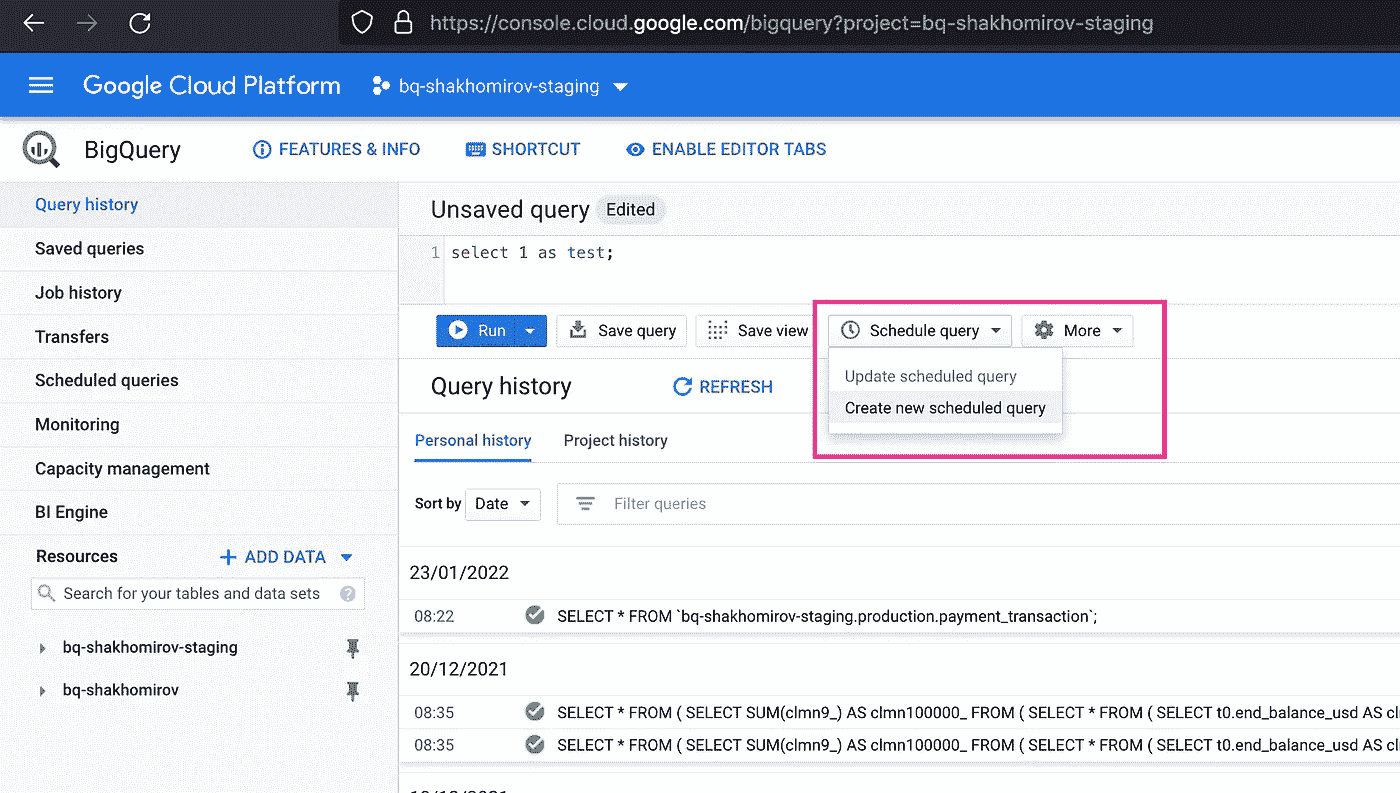 https://console.cloud.google.com/bigquery?project=bq-shakhomirov-staging
Google Cloud Platform bq-shakhomirov-staging
BigQuery FEATURES & INFO SHORTCUT ENABLE EDITOR TABS
Query history
Saved queries
Job history
Transfers
Scheduled queries
Monitoring
Capacity management
BI Engine
Resources ADD DATA
Search for your tables and data sets ?
bq-shakhomirov-staging
bq-shakhomirov
Unsaved query Edited
1 select 1 as test;
Run Save query Save view Schedule query More
Update scheduled query
Create new scheduled query
Query history REFRESH
Personal history Project history
Sort by Date Filter queries
23/01/2022
08:22 SELECT * FROM `bq-shakhomirov-staging.production.payment_transaction`;
20/12/2021
08:35 SELECT * FROM ( SELECT SUM(clmn9_) AS clmn100000_ FROM ( SELECT * FROM ( SELECT t0.end_balance_usd AS cl
08:35 SELECT * FROM ( SELECT SUM(clmn9_) AS clmn100000_ FROM ( SELECT * FROM ( SELECT t0.end_balance_usd AS cl